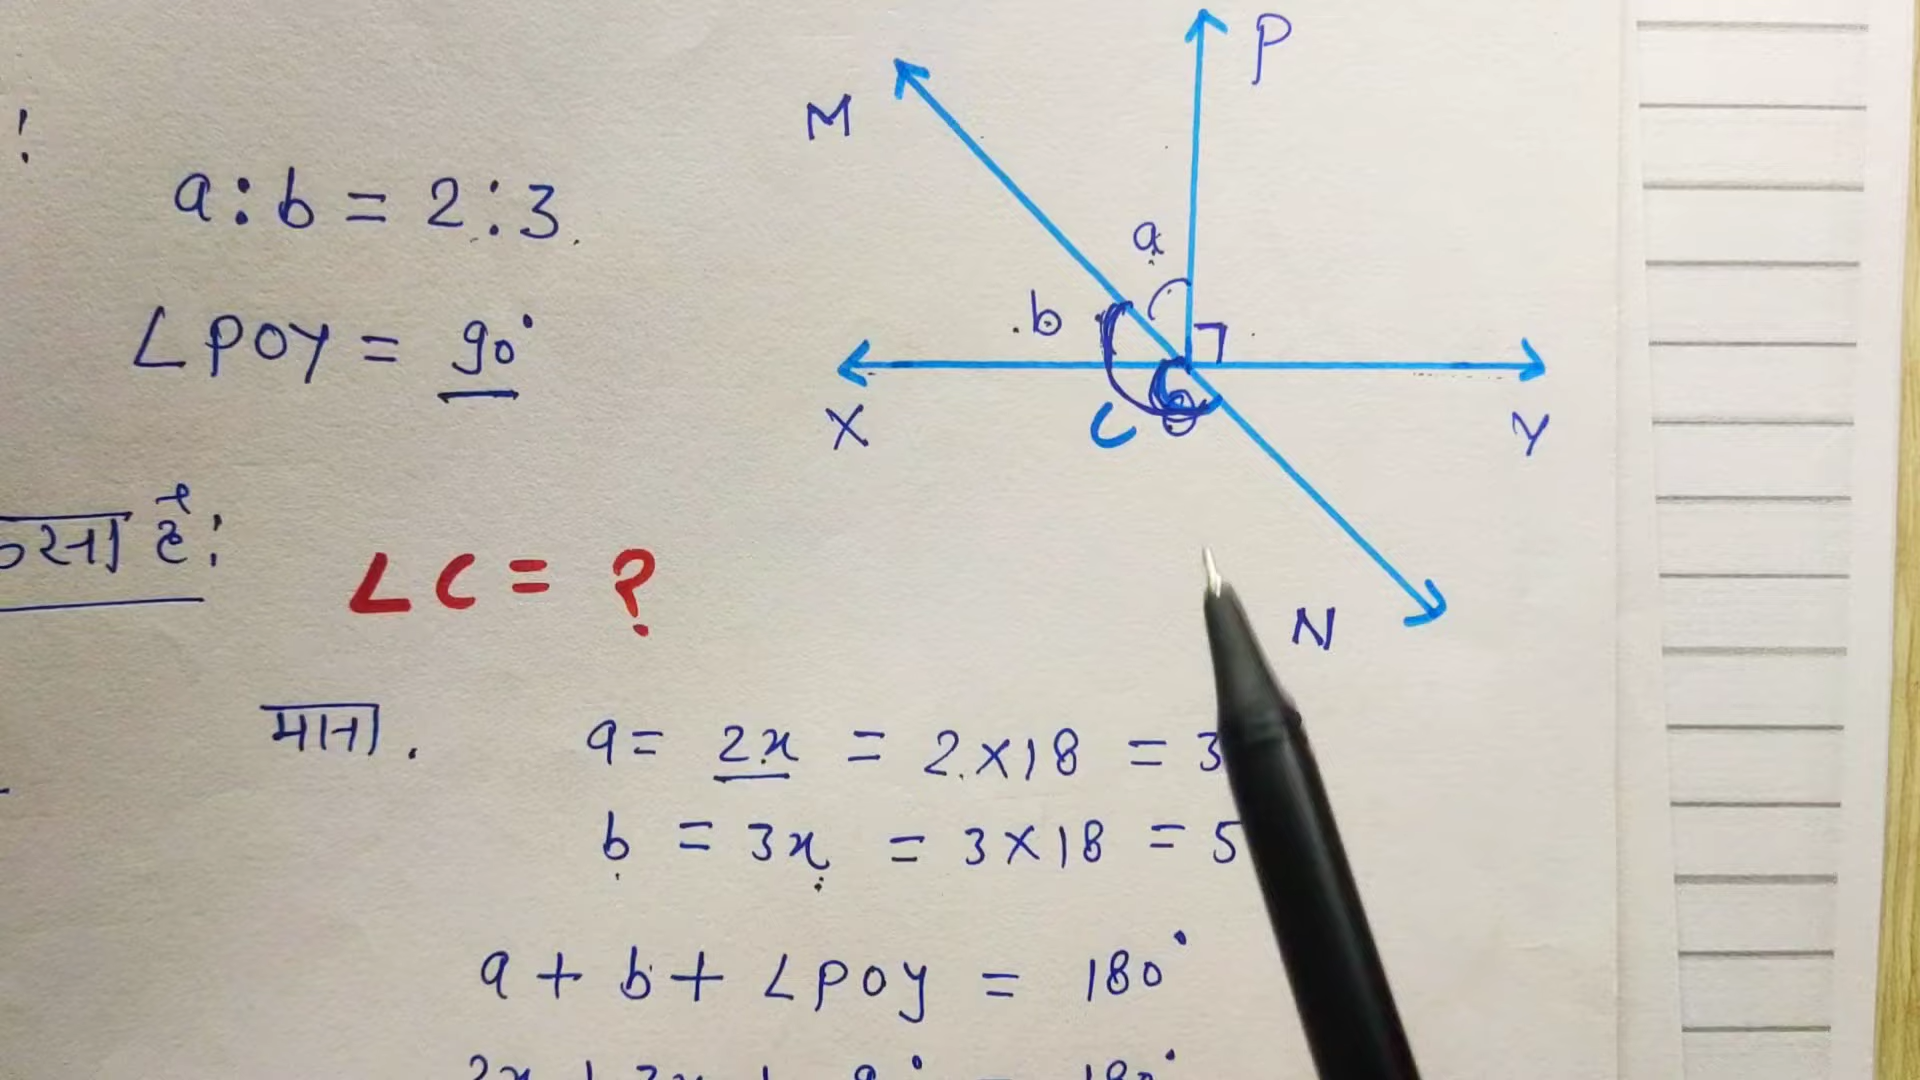 !
a:b = 2:3
∠POY = 90°
है:
∠C = ?
माना.
a = 2x = 2×18 = 3
b = 3x = 3×18 = 5
a + b + ∠POY = 180°
P
M
a
b
X
C
O
Y
N